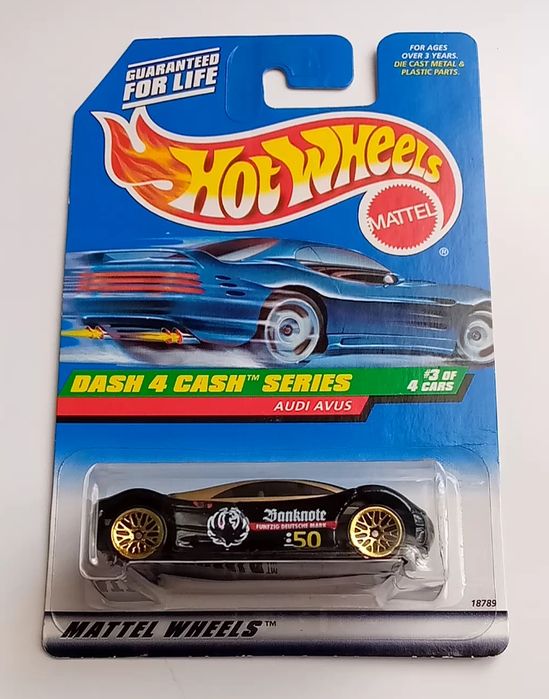 GUARANTEED
FOR LIFE
FOR AGES
OVER 3 YEARS.
DIE CAST METAL &
PLASTIC PARTS.
HOT WHEELS
MATTEL
®
DASH 4 CASH™ SERIES
#3 OF
4 CARS
AUDI AVUS
Banknote
FUNFZIG DEUTSCHE MARK
:50
18789
MATTEL WHEELS™